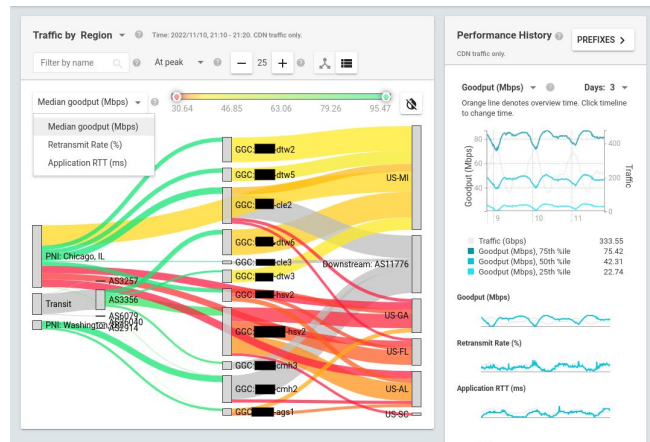 Traffic by Region
Time: 2022/11/10, 21:10 - 21:20. CDN traffic only.
Filter by name
At peak
25
Median goodput (Mbps)
30.64 46.85 63.06 79.26 95.47
Median goodput (Mbps)
Retransmit Rate (%)
Application RTT (ms)
GGC: -dtw2
GGC: -dtw5
US-MI
GGC: -cle2
GGC: -dtw6
PNI: Chicago, IL
GGC: -cle3
Downstream: AS11776
GGC: -dtw3
AS3257
GGC: -hsv2
Transit
AS3356
US-GA
AS6079
PNI: Washington
AS2914
GGC: -hsv2
US-FL
GGC: -cmh3
GGC: -cmh2
US-AL
GGC: -ags1
US-SC
Performance History
PREFIXES >
CDN traffic only.
Goodput (Mbps)
Days: 3
Orange line denotes overview time. Click timeline
to change time.
Goodput (Mbps)
80
60
40
400
200
0
Traffic
9 10 11
Traffic (Gbps) 333.55
Goodput (Mbps), 75th %ile 75.42
Goodput (Mbps), 50th %ile 42.31
Goodput (Mbps), 25th %ile 22.74
Goodput (Mbps)
Retransmit Rate (%)
Application RTT (ms)